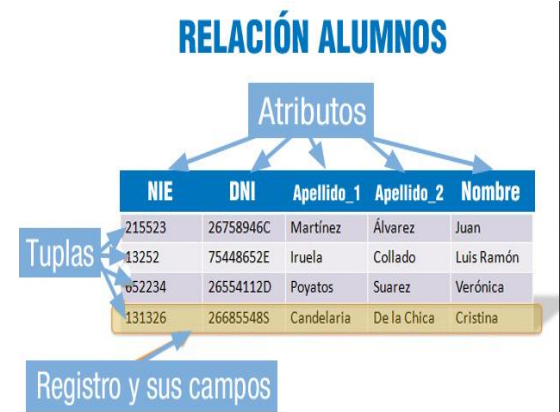 RELACIÓN ALUMNOS
Atributos
NIE DNI Apellido_1 Apellido_2 Nombre
215523 26758946C Martínez Álvarez Juan
Tuplas
13252 75448652E Iruela Collado Luis Ramón
652234 26554112D Poyatos Suarez Verónica
131326 26685548S Candelaria De la Chica Cristina
Registro y sus campos